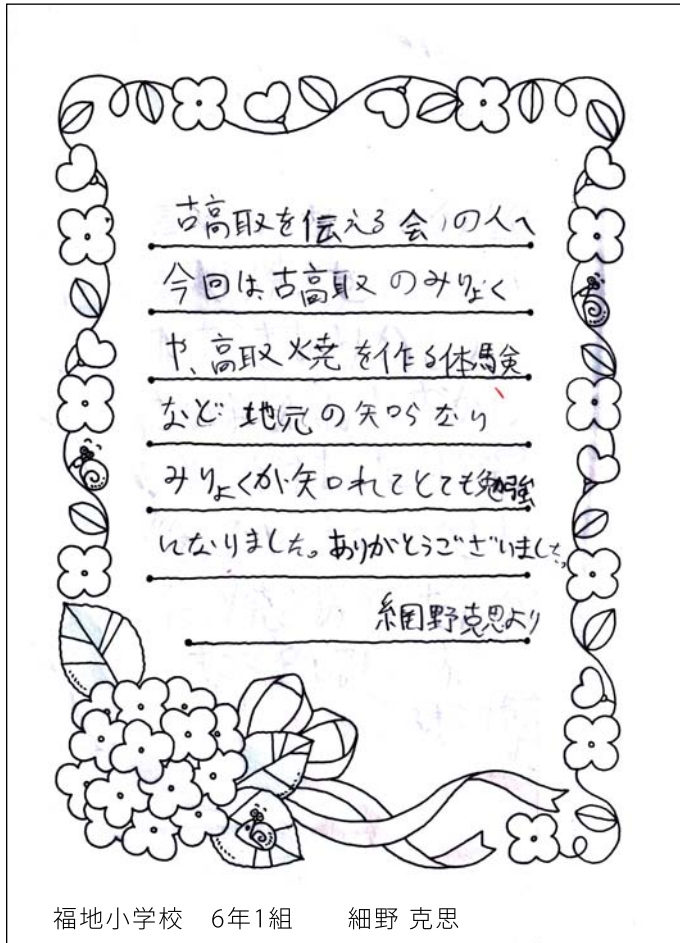 古高取を伝える会の人へ
今回は、古高取のみりょく
や、高取焼を作る体験
など地元の知らない
みりょくが知れてとても勉強
になりました。ありがとうございました。
細野克思より
福地小学校 6年1組 細野 克思